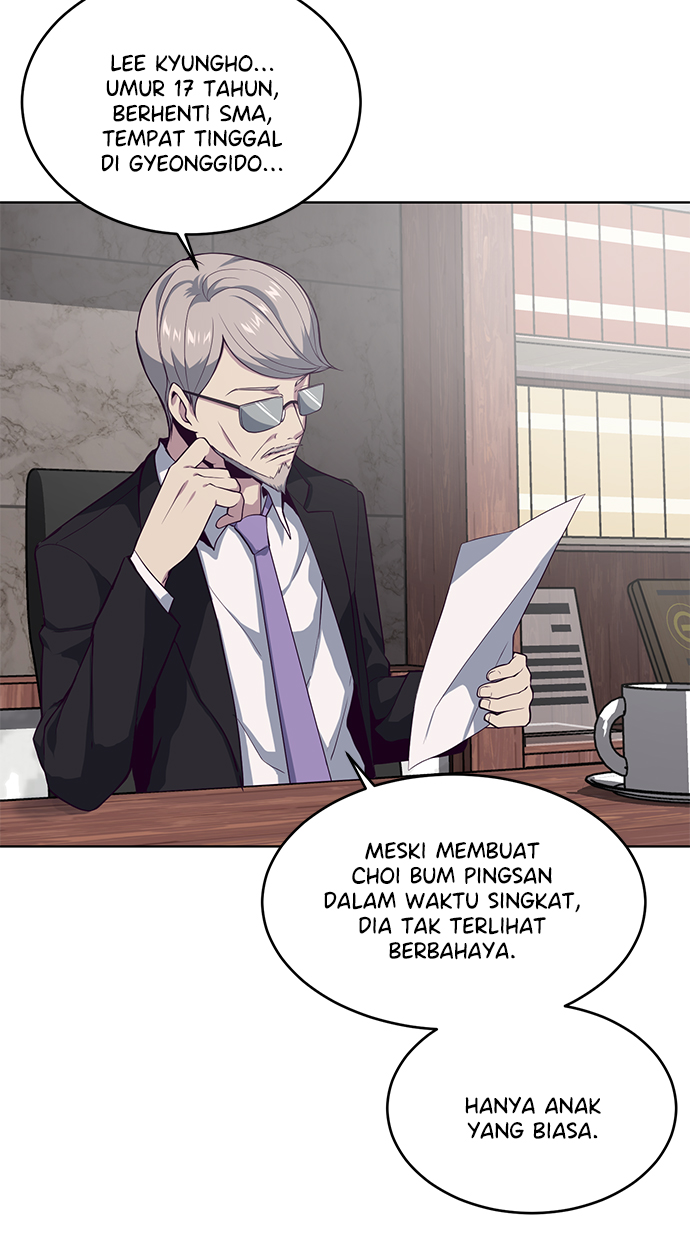 LEE KYUNGHO...
UMUR 17 TAHUN,
BERHENTI SMA,
TEMPAT TINGGAL
DI GYEONGGIDO...
MESKI MEMBUAT
CHOI BUM PINGSAN
DALAM WAKTU SINGKAT,
DIA TAK TERLIHAT
BERBAHAYA.
HANYA ANAK
YANG BIASA.